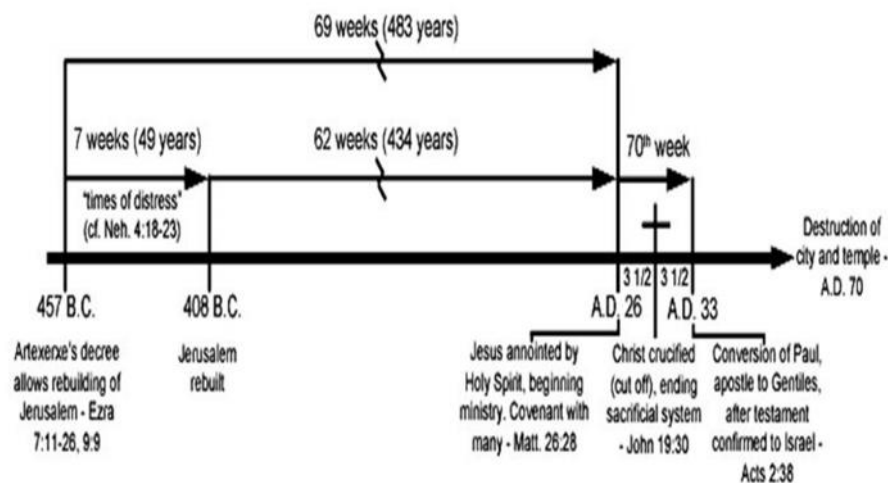 69 weeks (483 years)
7 weeks (49 years)
62 weeks (434 years)
70th week
"times of distress"
(cf. Neh. 4:18-23)
Destruction of
city and temple -
A.D. 70
3 1/2
3 1/2
457 B.C.
408 B.C.
A.D. 26
A.D. 33
Artexerxe's decree
allows rebuilding of
Jerusalem - Ezra
7:11-26, 9:9
Jerusalem
rebuilt
Jesus annointed by
Holy Spirit, beginning
ministry. Covenant with
many - Matt. 26:28
Christ crucified
(cut off), ending
sacrificial system
- John 19:30
Conversion of Paul,
apostle to Gentiles,
after testament
confirmed to Israel -
Acts 2:38